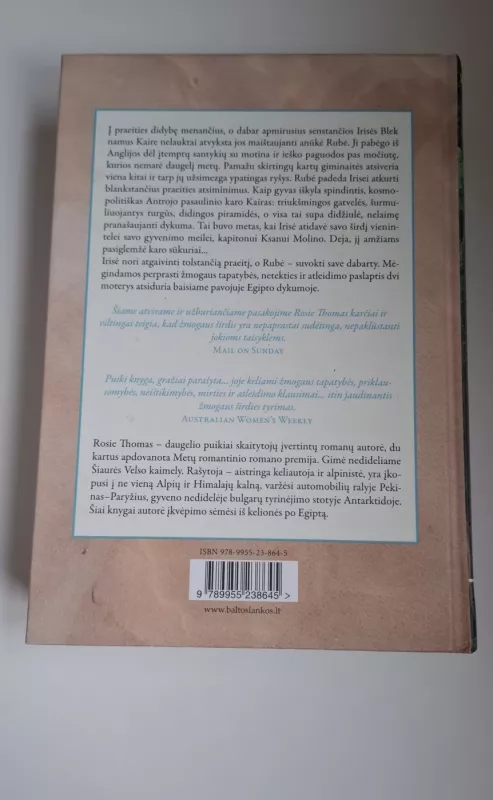 Į praeities didybę menančius, o dabar apmirusius senstančios Irisės Blek
namus Kaire nelauktai atvyksta jos maištaujanti anūkė Rubė. Ji pabėgo iš
Anglijos dėl įtemptų santykių su motina ir ieško paguodos pas močiutę,
kurios nematė daugelį metų. Pamažu skirtingų kartų giminaitės atsiveria
viena kitai ir tarp jų užsimezga ypatingas ryšys. Rubė padeda Irisei atkurti
blankstančius praeities atsiminimus. Kaip gyvas iškyla spindintis, kosmo-
politiškas Antrojo pasaulinio karo Kairas: triukšmingos gatvelės, šurmu-
liuojantys turgūs, didingos piramidės, o visa tai supa didžiulė, nelaimę
pranašaujanti dykuma. Tai buvo metas, kai Irisė atidavė savo širdį vienin-
telei savo gyvenimo meilei, kapitonui Ksanui Molino. Deja, jį amžiams
pasiglemžė karo sūkuriai...
Irisė nori atgaivinti tolstančią praeitį, o Rubė – suvokti save dabarty. Mė-
gindamos perprasti žmogaus tapatybės, netekties ir atleidimo paslaptis dvi
moterys atsiduria baisiame pavojuje Egipto dykumoje.
Šiame atvirame ir užburiančiame pasakojime Rosie Thomas karčiai ir
viltingai teigia, kad žmogaus širdis yra nepaprastai sudėtinga, nepaklūstanti
jokioms taisyklėms.
Mail on Sunday
Puiki knyga, gražiai parašyta... joje keliami žmogaus tapatybės, priklau-
somybės, neištikimybės, mirties ir atleidimo klausimai... itin jaudinantis
žmogaus širdies tyrimas.
Australian Women's Weekly
Rosie Thomas – daugelio puikiai skaitytojų įvertintų romanų autorė, du
kartus apdovanota Metų romantinio romano premija. Gimė nedideliame
Šiaurės Velso kaimely. Rašytoja – aistringa keliautoja ir alpinistė, yra įko-
pusi į ne vieną Alpių ir Himalajų kalną, varžėsi automobilių ralyje Peki-
nas–Paryžius, gyveno nedidelėje bulgarų tyrinėjimo stotyje Antarktidoje.
Šiai knygai autorė įkvėpimo sėmėsi iš kelionės po Egiptą.
ISBN 978-9955-23-864-5
9 789955 238645 >
www.baltoslankos.lt